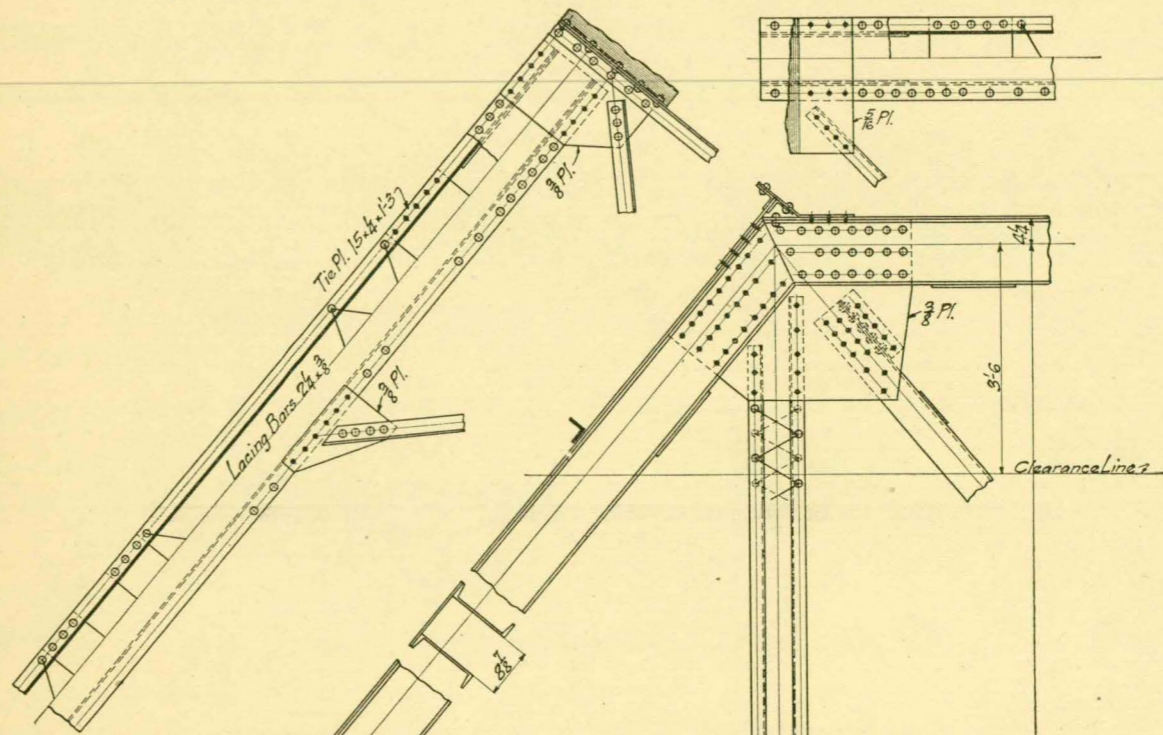 Tie Pl. 15×¼×1'-3
Lacing Bars 2¼×⅜
⅜ Pl.
⅜ Pl.
5/16 Pl.
4¼
⅜ Pl.
3'-6
Clearance Line
8⅞